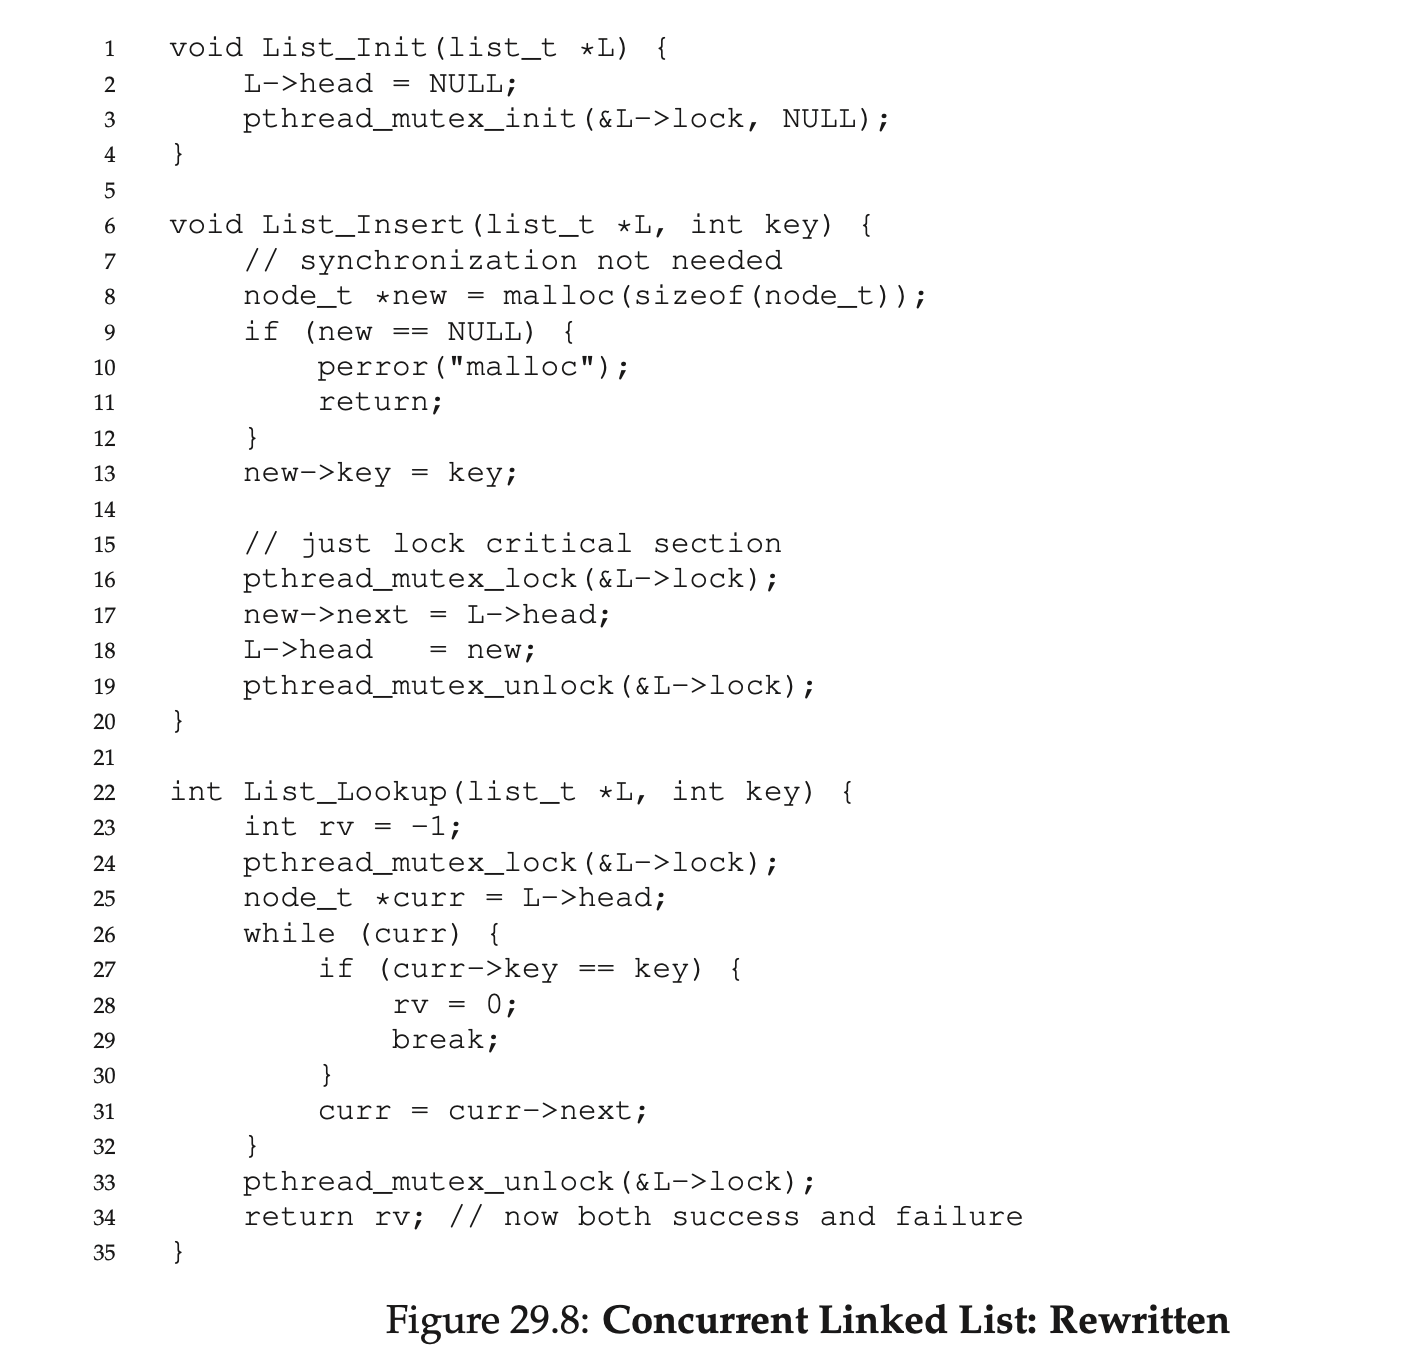 1 void List_Init(list_t *L) {
2     L->head = NULL;
3     pthread_mutex_init(&L->lock, NULL);
4 }
5
6 void List_Insert(list_t *L, int key) {
7     // synchronization not needed
8     node_t *new = malloc(sizeof(node_t));
9     if (new == NULL) {
10         perror("malloc");
11         return;
12     }
13     new->key = key;
14
15     // just lock critical section
16     pthread_mutex_lock(&L->lock);
17     new->next = L->head;
18     L->head   = new;
19     pthread_mutex_unlock(&L->lock);
20 }
21
22 int List_Lookup(list_t *L, int key) {
23     int rv = -1;
24     pthread_mutex_lock(&L->lock);
25     node_t *curr = L->head;
26     while (curr) {
27         if (curr->key == key) {
28             rv = 0;
29             break;
30         }
31         curr = curr->next;
32     }
33     pthread_mutex_unlock(&L->lock);
34     return rv; // now both success and failure
35 }
Figure 29.8: Concurrent Linked List: Rewritten